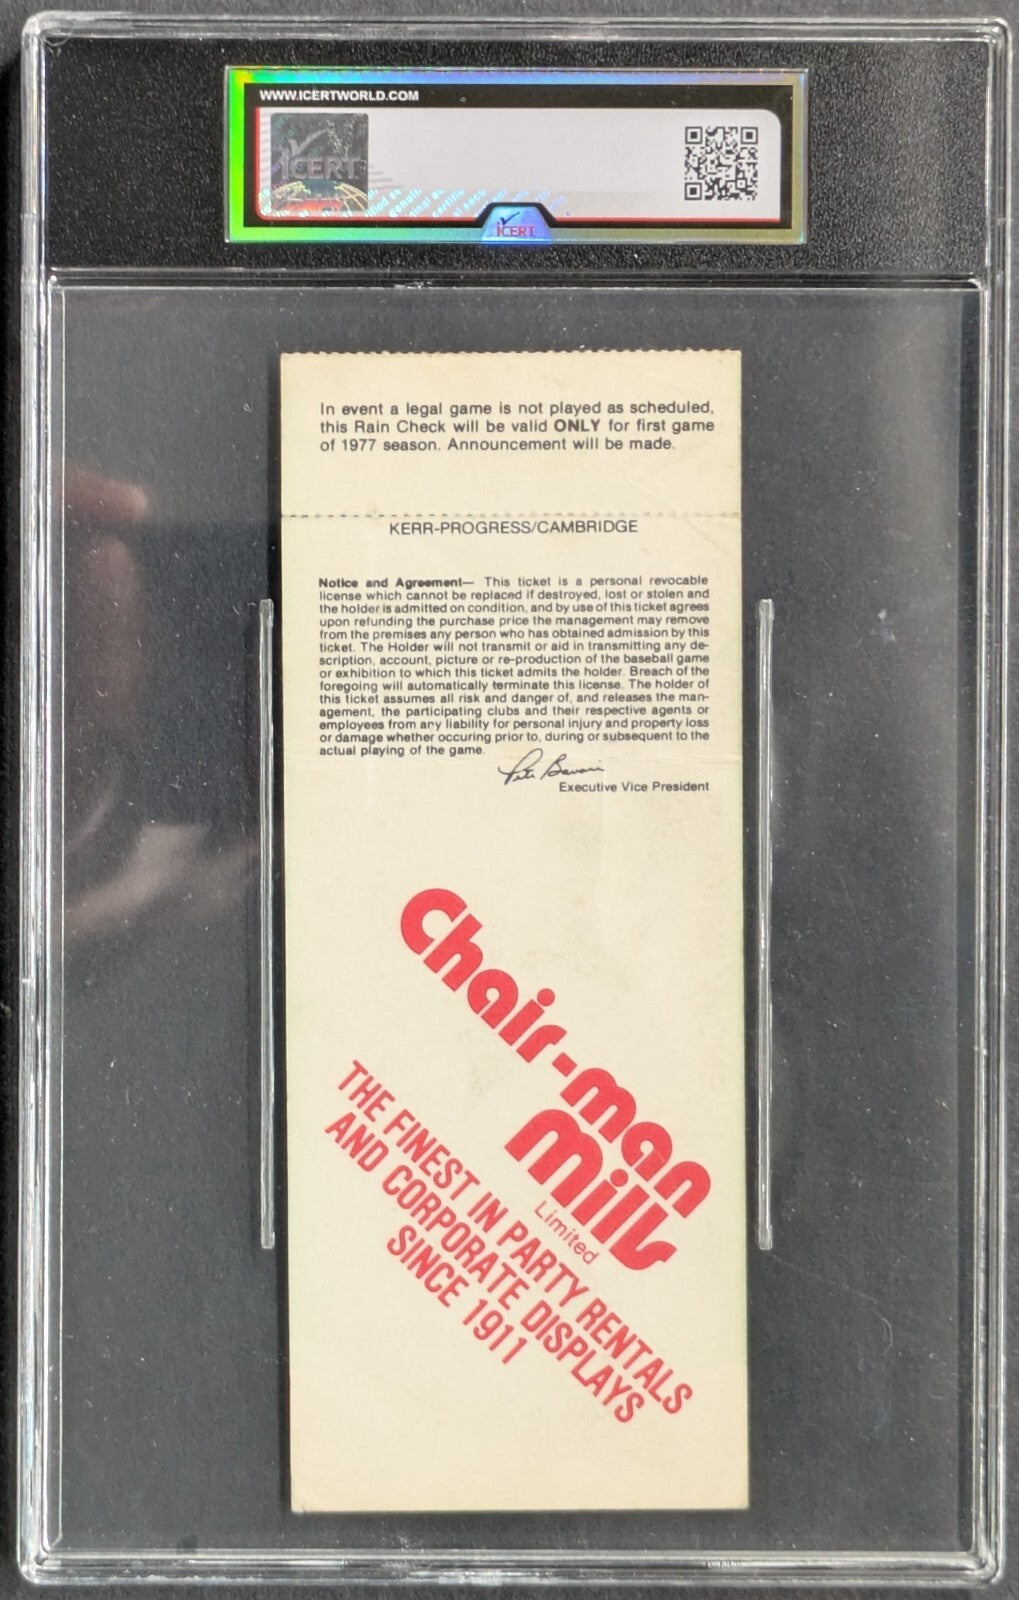 WWW.ICERTWORLD.COM
iCERT
iCERT
In event a legal game is not played as scheduled,
this Rain Check will be valid ONLY for first game
of 1977 season. Announcement will be made.
KERR-PROGRESS/CAMBRIDGE
Notice and Agreement— This ticket is a personal revocable
license which cannot be replaced if destroyed, lost or stolen and
the holder is admitted on condition, and by use of this ticket agrees
upon refunding the purchase price the management may remove
from the premises any person who has obtained admission by this
ticket. The Holder will not transmit or aid in transmitting any de-
scription, account, picture or re-production of the baseball game
or exhibition to which this ticket admits the holder. Breach of the
foregoing will automatically terminate this license. The holder of
this ticket assumes all risk and danger of, and releases the man-
agement, the participating clubs and their respective agents or
employees from any liability for personal injury and property loss
or damage whether occuring prior to, during or subsequent to the
actual playing of the game.
Executive Vice President
Chair-man
Mills
Limited
THE FINEST IN PARTY RENTALS
AND CORPORATE DISPLAYS
SINCE 1911